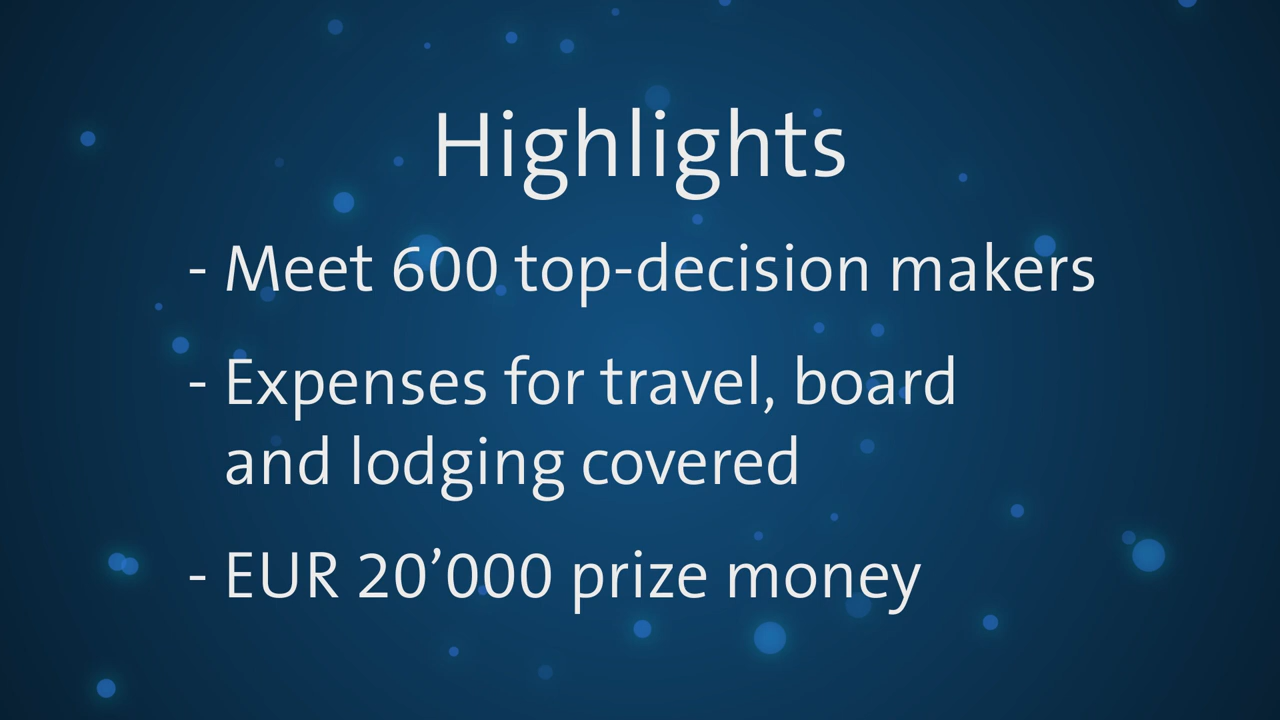 Highlights
- Meet 600 top-decision makers
- Expenses for travel, board
and lodging covered
- EUR 20’000 prize money